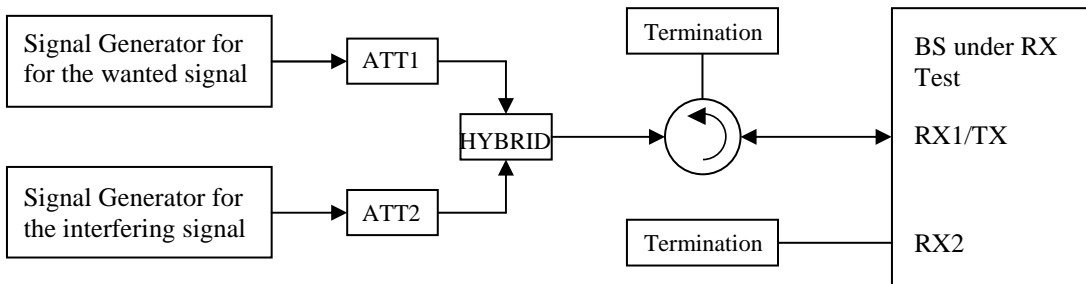 Signal Generator for
for the wanted signal
ATT1
HYBRID
Signal Generator for
the interfering signal
ATT2
Termination
Termination
BS under RX
Test
RX1/TX
RX2